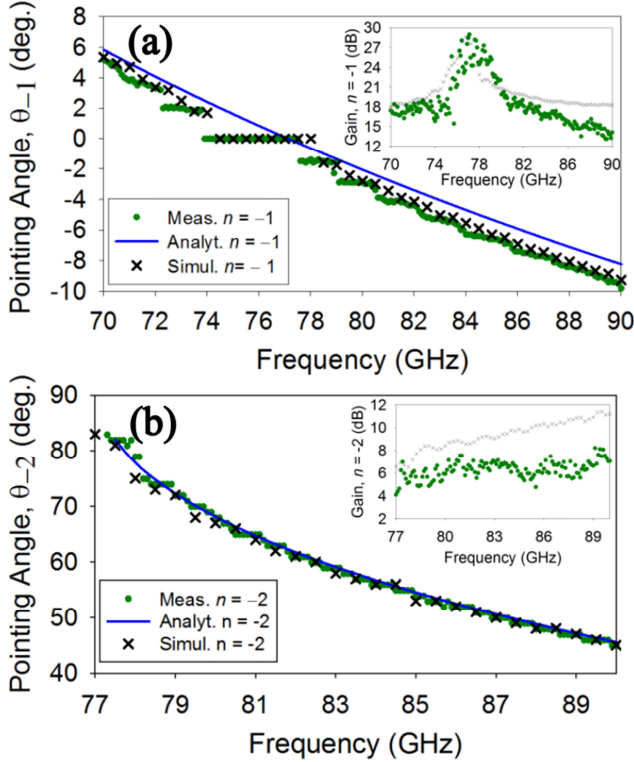 8
6
4
2
0
-2
-4
-6
-8
-10
Pointing Angle, θ₋₁ (deg.)
(a)
Gain, n = -1 (dB)
30
27
24
21
18
15
12
70 74 78 82 86 90
Frequency (GHz)
Meas. n = −1
Analyt. n = −1
Simul. n= − 1
70 72 74 76 78 80 82 84 86 88 90
Frequency (GHz)
90
80
70
60
50
40
Pointing Angle, θ₋₂ (deg.)
(b)
Gain, n = -2 (dB)
12
10
8
6
4
2
0
77 80 83 86 89
Frequency (GHz)
Meas. n = −2
Analyt. n = -2
Simul. n = -2
77 79 81 83 85 87 89
Frequency (GHz)